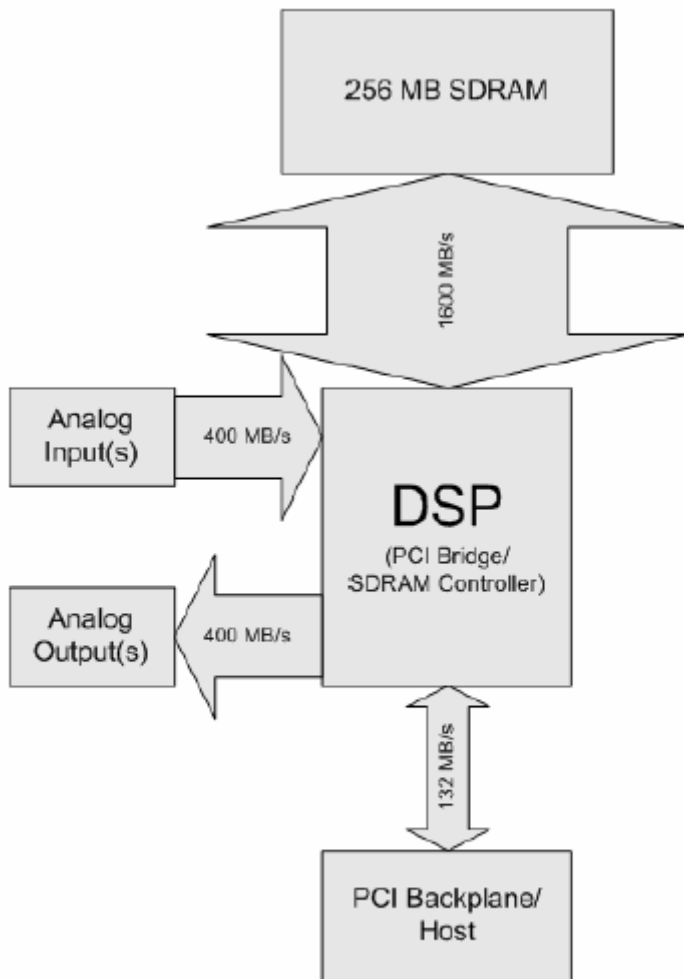 256 MB SDRAM
1600 MB/s
Analog
Input(s)
400 MB/s
DSP
(PCI Bridge/
SDRAM Controller)
Analog
Output(s)
400 MB/s
132 MB/s
PCI Backplane/
Host